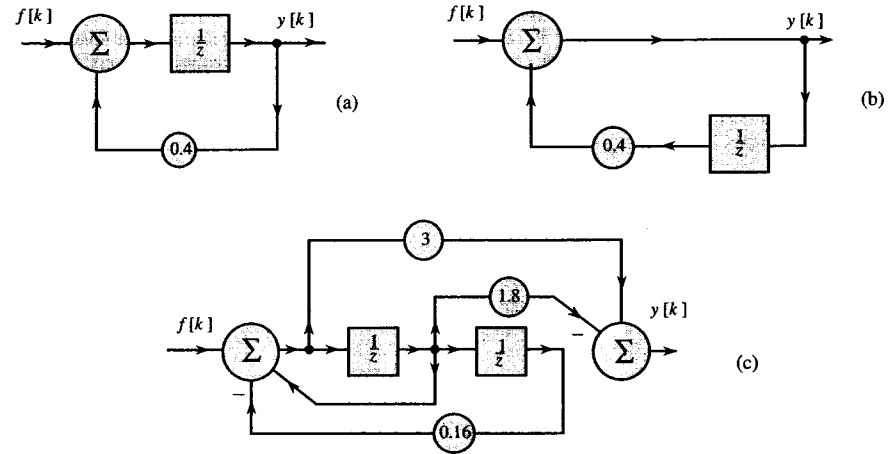 f[k]
Σ
1/z
y[k]
0.4
(a)
f[k]
Σ
y[k]
0.4
1/z
(b)
3
1.8
f[k]
Σ
1/z
1/z
−
Σ
y[k]
(c)
−
0.16